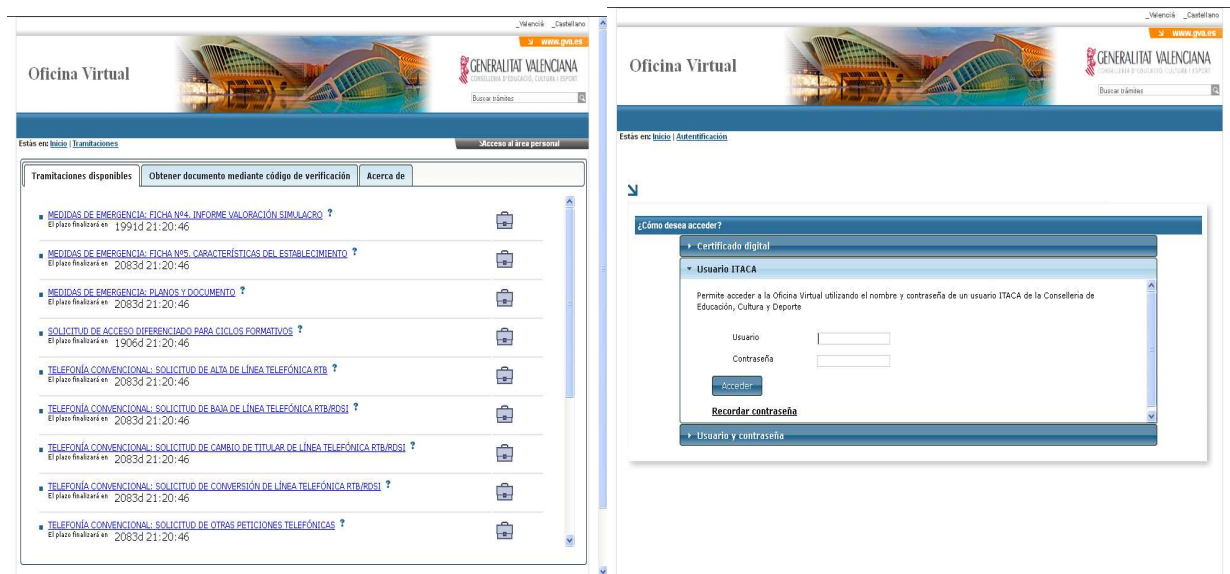 _Valencià _Castellano
www.gva.es
Oficina Virtual
GENERALITAT VALENCIANA
CONSELLERIA D'EDUCACIÓ, CULTURA I ESPORT
Buscar trámites
Estás en: Inicio | Tramitaciones
Acceso al área personal
Tramitaciones disponibles
Obtener documento mediante código de verificación
Acerca de
MEDIDAS DE EMERGENCIA: FICHA Nº4. INFORME VALORACIÓN SIMULACRO ?
El plazo finalizará en 1991d 21:20:46
MEDIDAS DE EMERGENCIA: FICHA Nº5. CARACTERÍSTICAS DEL ESTABLECIMIENTO ?
El plazo finalizará en 2083d 21:20:46
MEDIDAS DE EMERGENCIA: PLANOS Y DOCUMENTO ?
El plazo finalizará en 2083d 21:20:46
SOLICITUD DE ACCESO DIFERENCIADO PARA CICLOS FORMATIVOS ?
El plazo finalizará en 1906d 21:20:46
TELEFONÍA CONVENCIONAL: SOLICITUD DE ALTA DE LÍNEA TELEFÓNICA RTB ?
El plazo finalizará en 2083d 21:20:46
TELEFONÍA CONVENCIONAL: SOLICITUD DE BAJA DE LÍNEA TELEFÓNICA RTB/RDSI ?
El plazo finalizará en 2083d 21:20:46
TELEFONÍA CONVENCIONAL: SOLICITUD DE CAMBIO DE TITULAR DE LÍNEA TELEFÓNICA RTB/RDSI ?
El plazo finalizará en 2083d 21:20:46
TELEFONÍA CONVENCIONAL: SOLICITUD DE CONVERSIÓN DE LÍNEA TELEFÓNICA RTB/RDSI ?
El plazo finalizará en 2083d 21:20:46
TELEFONÍA CONVENCIONAL: SOLICITUD DE OTRAS PETICIONES TELEFÓNICAS ?
El plazo finalizará en 2083d 21:20:46
_Valencià _Castellano
www.gva.es
Oficina Virtual
GENERALITAT VALENCIANA
CONSELLERIA D'EDUCACIÓ, CULTURA I ESPORT
Buscar trámites
Estás en: Inicio | Autentificación
¿Cómo desea acceder?
Certificado digital
Usuario ITACA
Permite acceder a la Oficina Virtual utilizando el nombre y contraseña de un usuario ITACA de la Conselleria de
Educación, Cultura y Deporte
Usuario
Contraseña
Acceder
Recordar contraseña
Usuario y contraseña